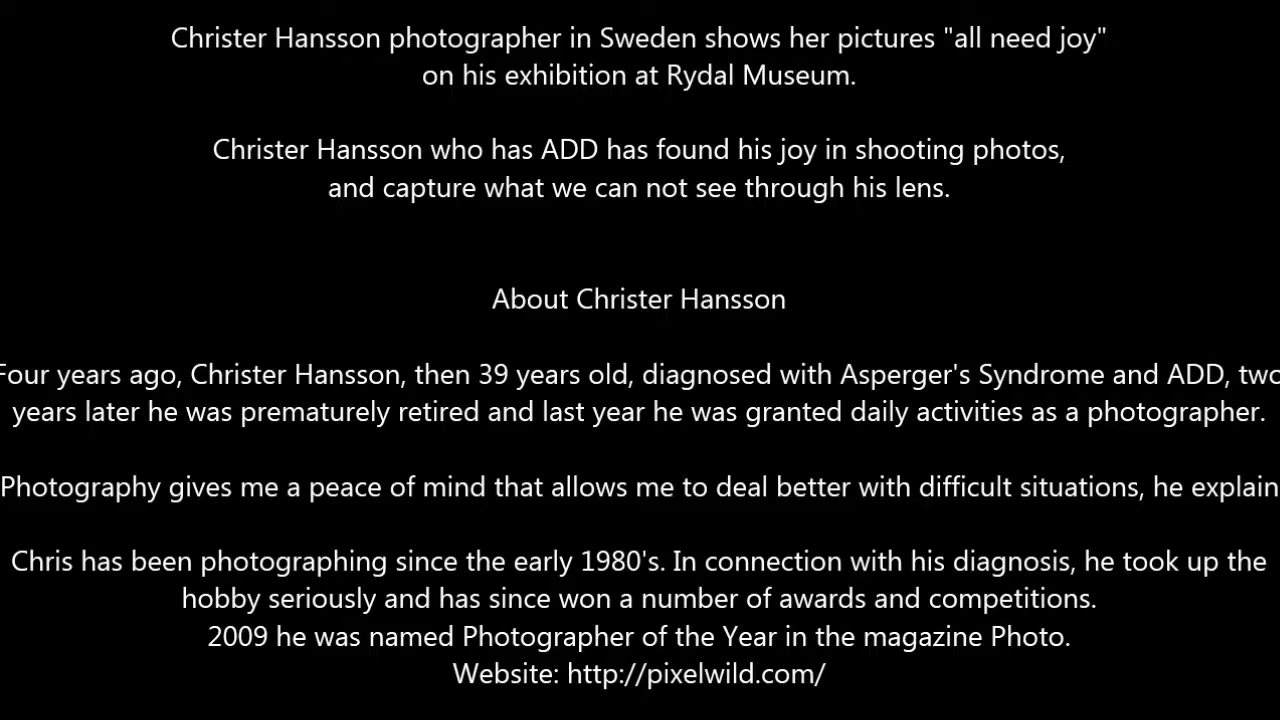 Christer Hansson photographer in Sweden shows her pictures "all need joy"
on his exhibition at Rydal Museum.
Christer Hansson who has ADD has found his joy in shooting photos,
and capture what we can not see through his lens.
About Christer Hansson
Four years ago, Christer Hansson, then 39 years old, diagnosed with Asperger's Syndrome and ADD, two
years later he was prematurely retired and last year he was granted daily activities as a photographer.
Photography gives me a peace of mind that allows me to deal better with difficult situations, he explain
Chris has been photographing since the early 1980's. In connection with his diagnosis, he took up the
hobby seriously and has since won a number of awards and competitions.
2009 he was named Photographer of the Year in the magazine Photo.
Website: http://pixelwild.com/